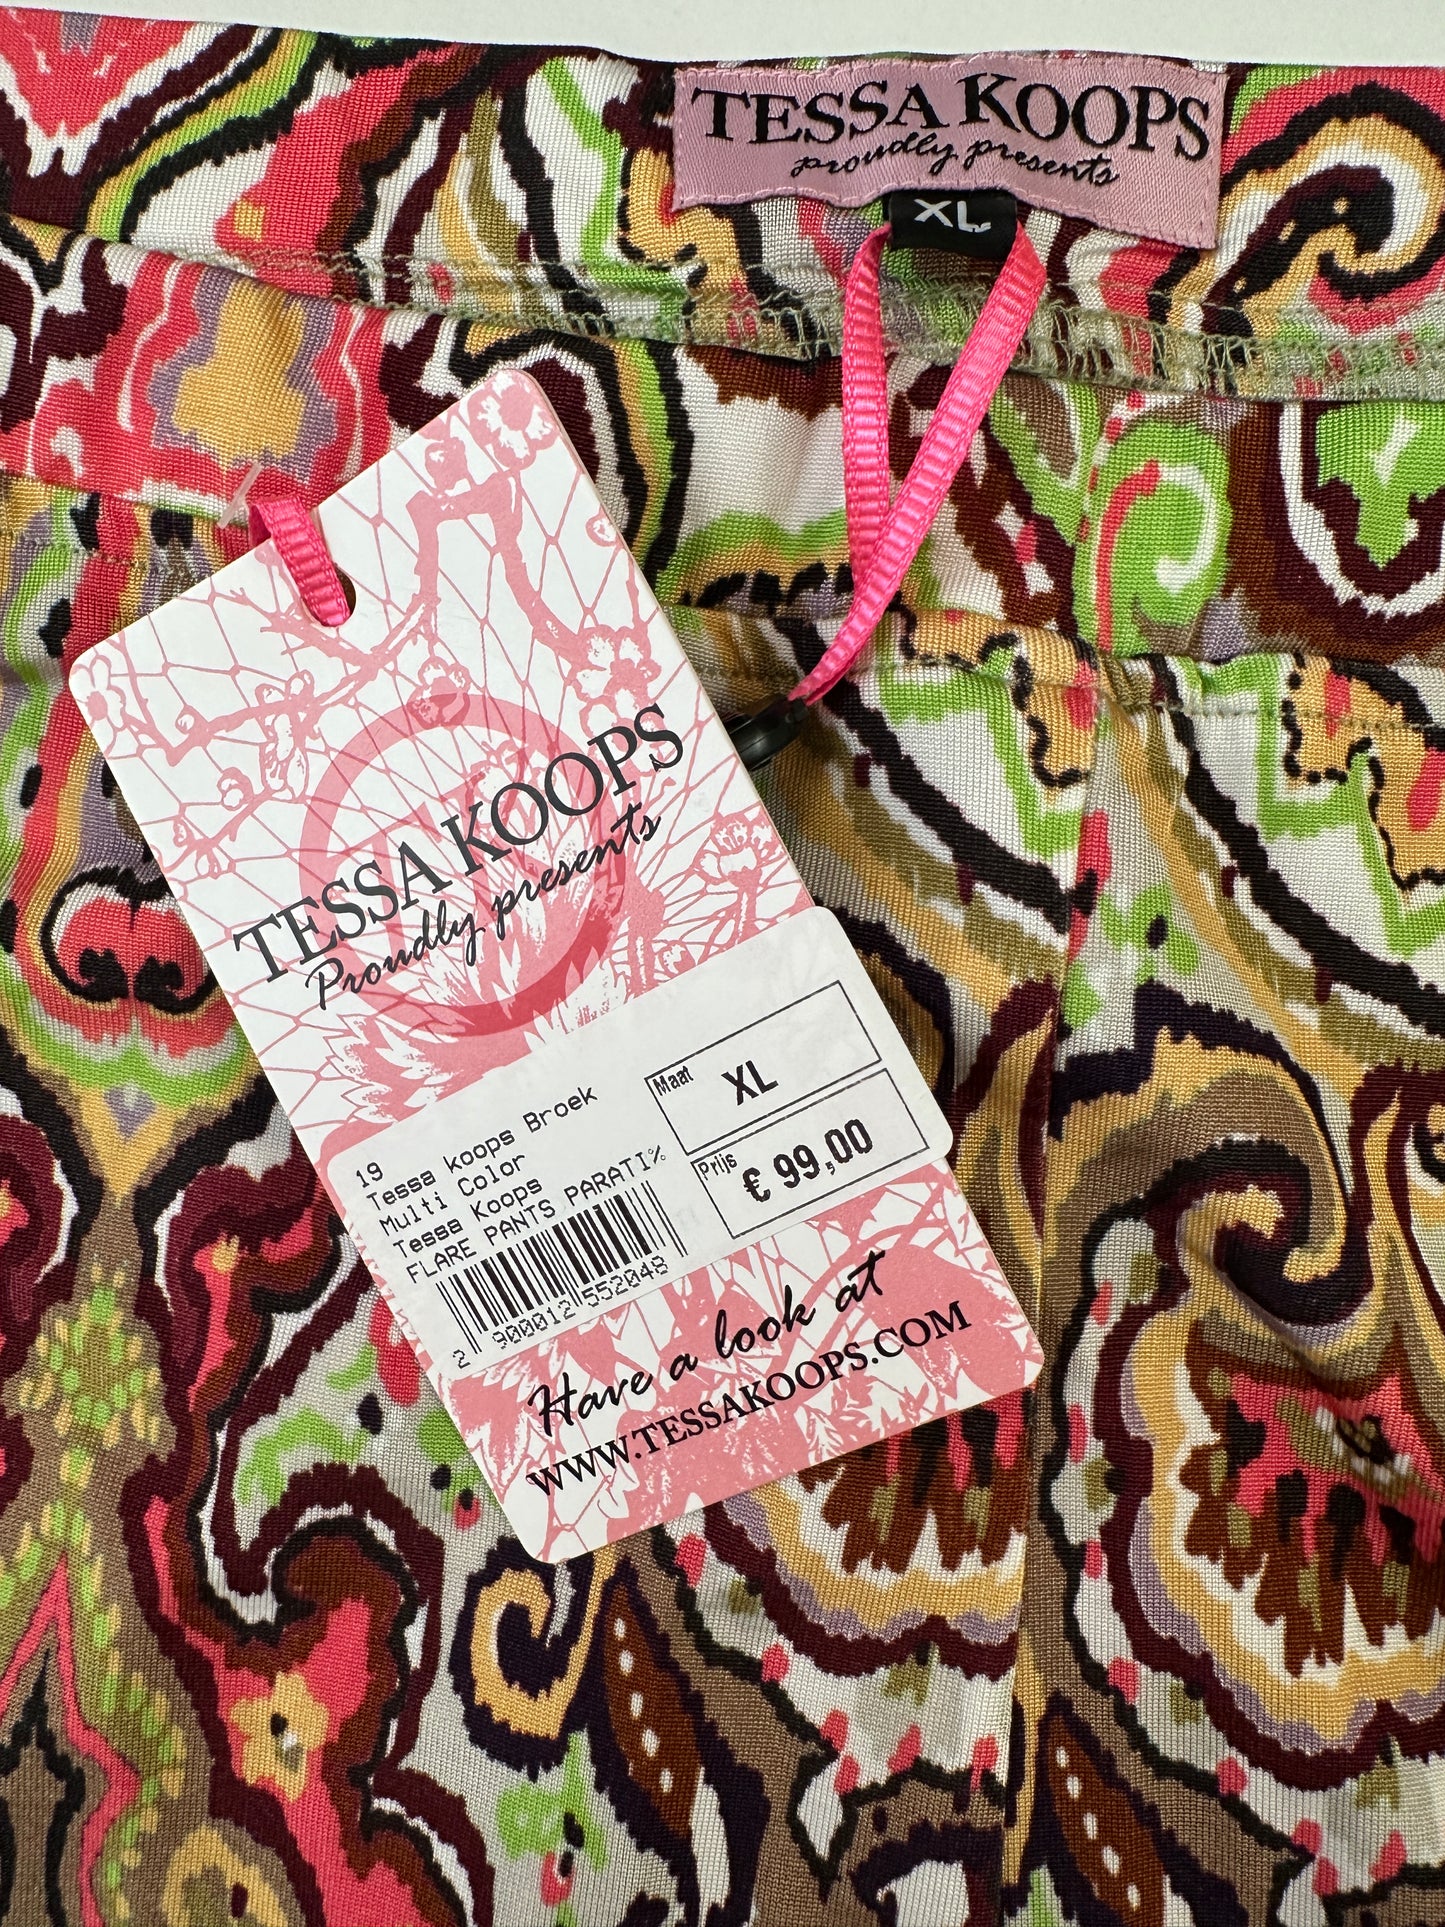 TESSA KOOPS
proudly presents
XL
TESSA KOOPS
Proudly presents
19
Tessa koops Broek
Multi Color
Tessa Koops
FLARE PANTS PARATI%
Maat XL
Prijs € 99,00
2 900012 552048
Have a look at
WWW.TESSAKOOPS.COM